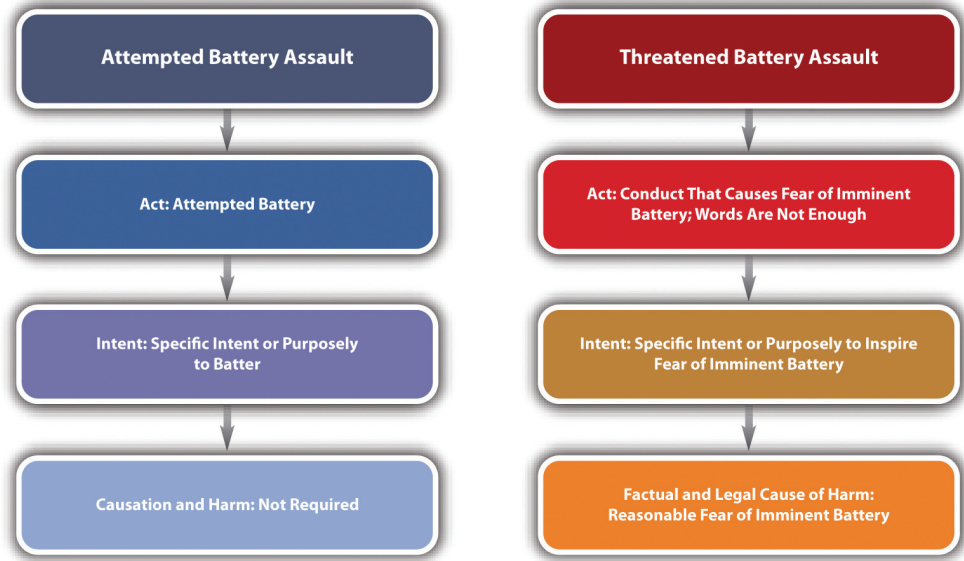 Attempted Battery Assault
Act: Attempted Battery
Intent: Specific Intent or Purposely
to Batter
Causation and Harm: Not Required
Threatened Battery Assault
Act: Conduct That Causes Fear of Imminent
Battery; Words Are Not Enough
Intent: Specific Intent or Purposely to Inspire
Fear of Imminent Battery
Factual and Legal Cause of Harm:
Reasonable Fear of Imminent Battery